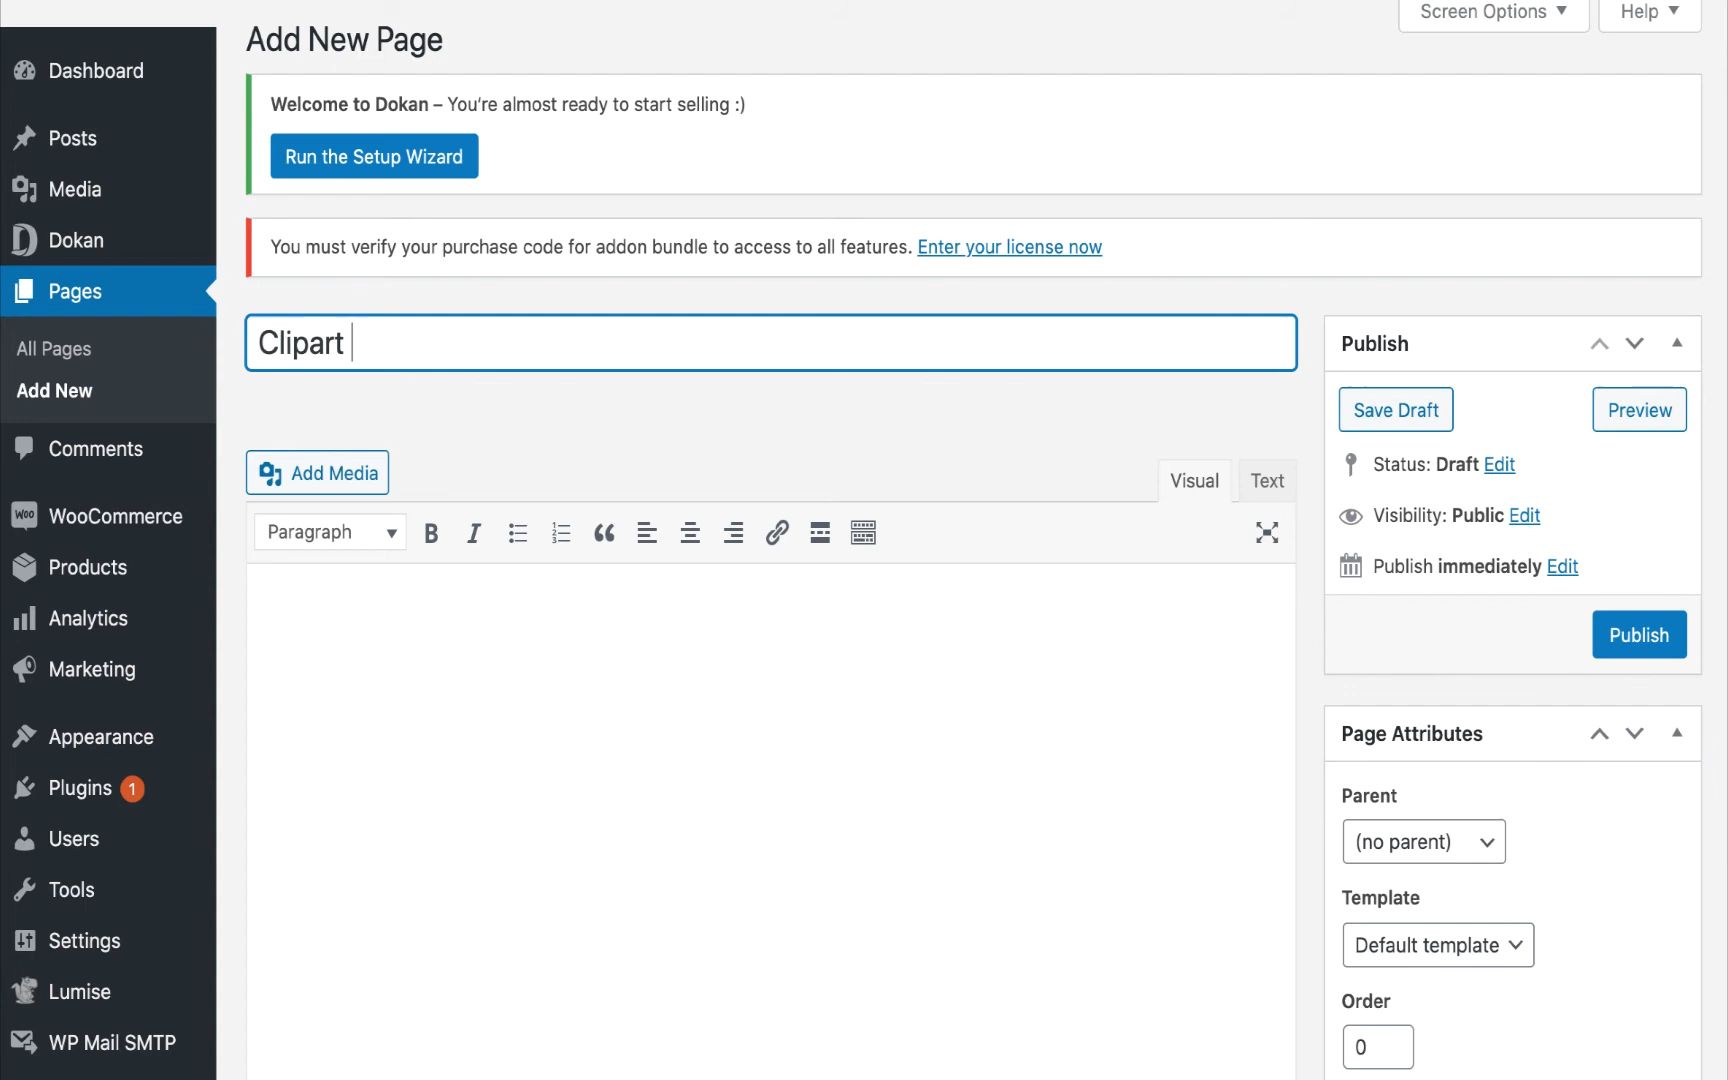 Screen Options
Help
Add New Page
Dashboard
Posts
Media
Dokan
Pages
All Pages
Add New
Comments
WooCommerce
Products
Analytics
Marketing
Appearance
Plugins 1
Users
Tools
Settings
Lumise
WP Mail SMTP
Welcome to Dokan – You're almost ready to start selling :)
Run the Setup Wizard
You must verify your purchase code for addon bundle to access to all features. Enter your license now
Clipart
Add Media
Visual
Text
Paragraph
Publish
Save Draft
Preview
Status: Draft Edit
Visibility: Public Edit
Publish immediately Edit
Publish
Page Attributes
Parent
(no parent)
Template
Default template
Order
0